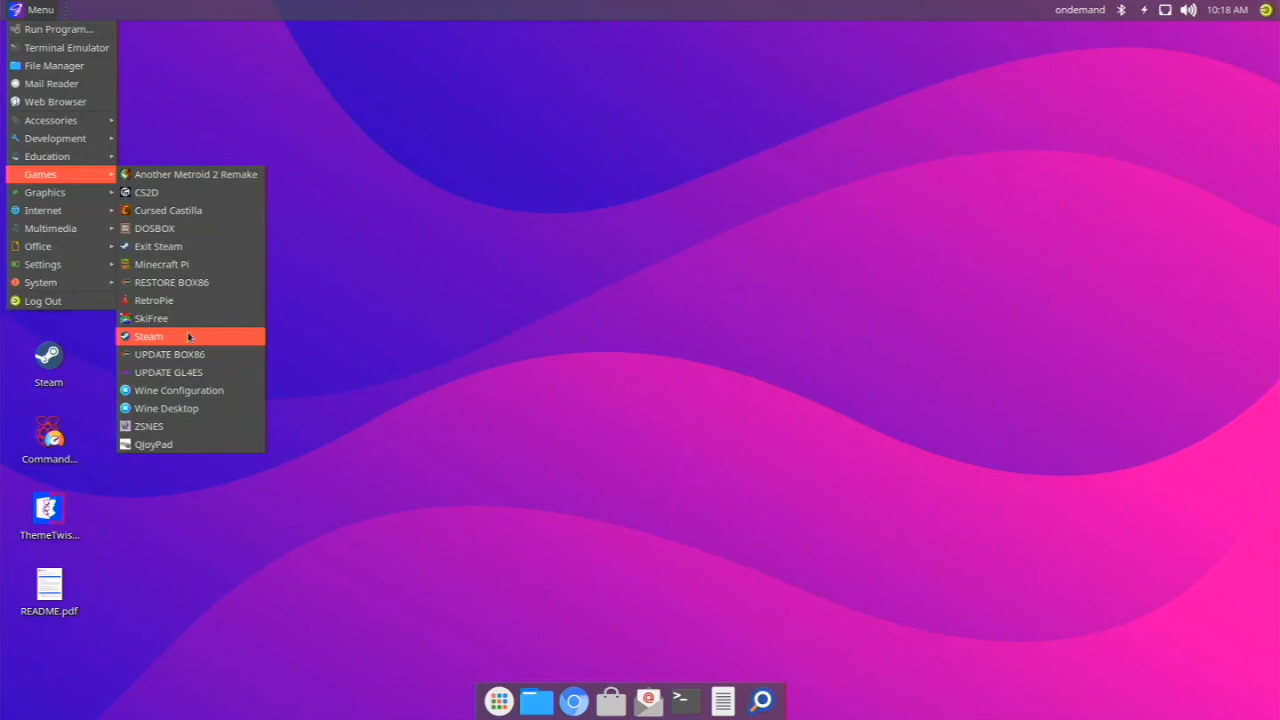 Menu
ondemand
10:18 AM
Run Program...
Terminal Emulator
File Manager
Mail Reader
Web Browser
Accessories
Development
Education
Games
Graphics
Internet
Multimedia
Office
Settings
System
Log Out
Another Metroid 2 Remake
CS2D
Cursed Castilla
DOSBOX
Exit Steam
Minecraft Pi
RESTORE BOX86
RetroPie
SkiFree
Steam
UPDATE BOX86
UPDATE GL4ES
Wine Configuration
Wine Desktop
ZSNES
QJoyPad
Steam
Command...
ThemeTwis...
README.pdf